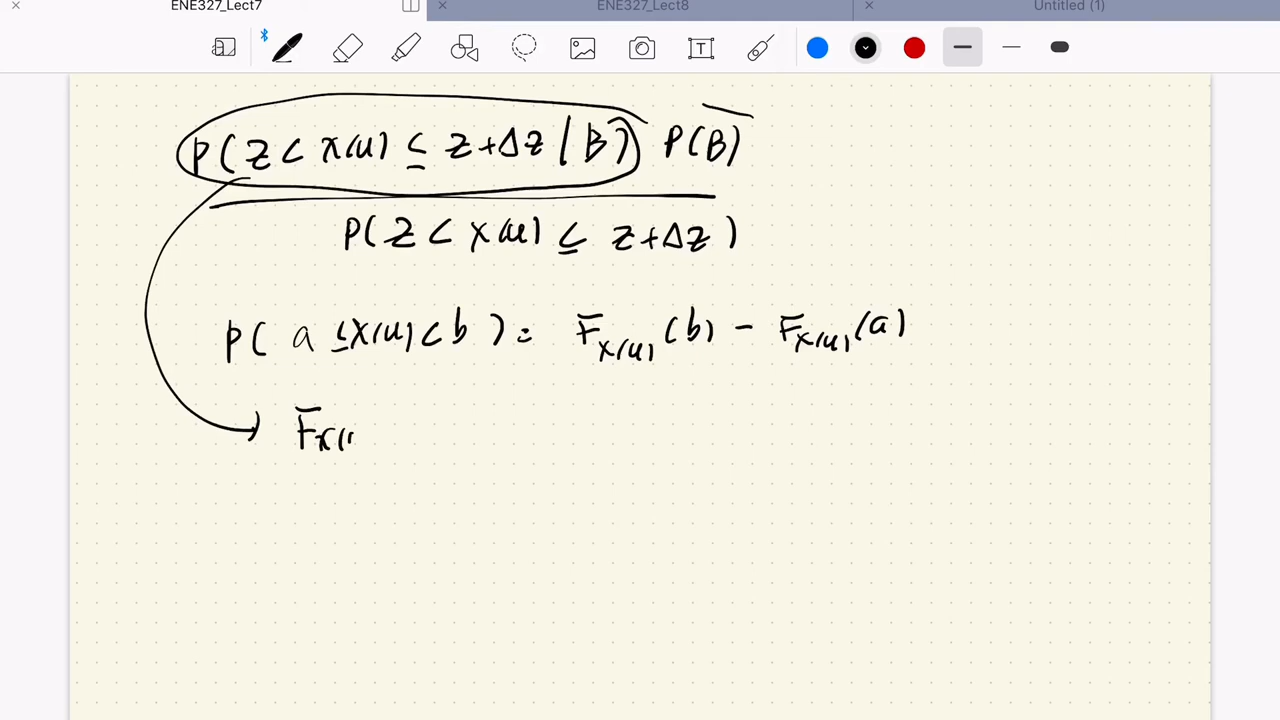 ENE327_Lect7 ENE327_Lect8 Untitled (1)
P(z < x(u) ≤ z+Δz | B) P(B)
P(z < x(u) ≤ z+Δz)
P( a ≤ x(u) < b ) = F_x(u) (b) - F_x(u) (a)
F_x(